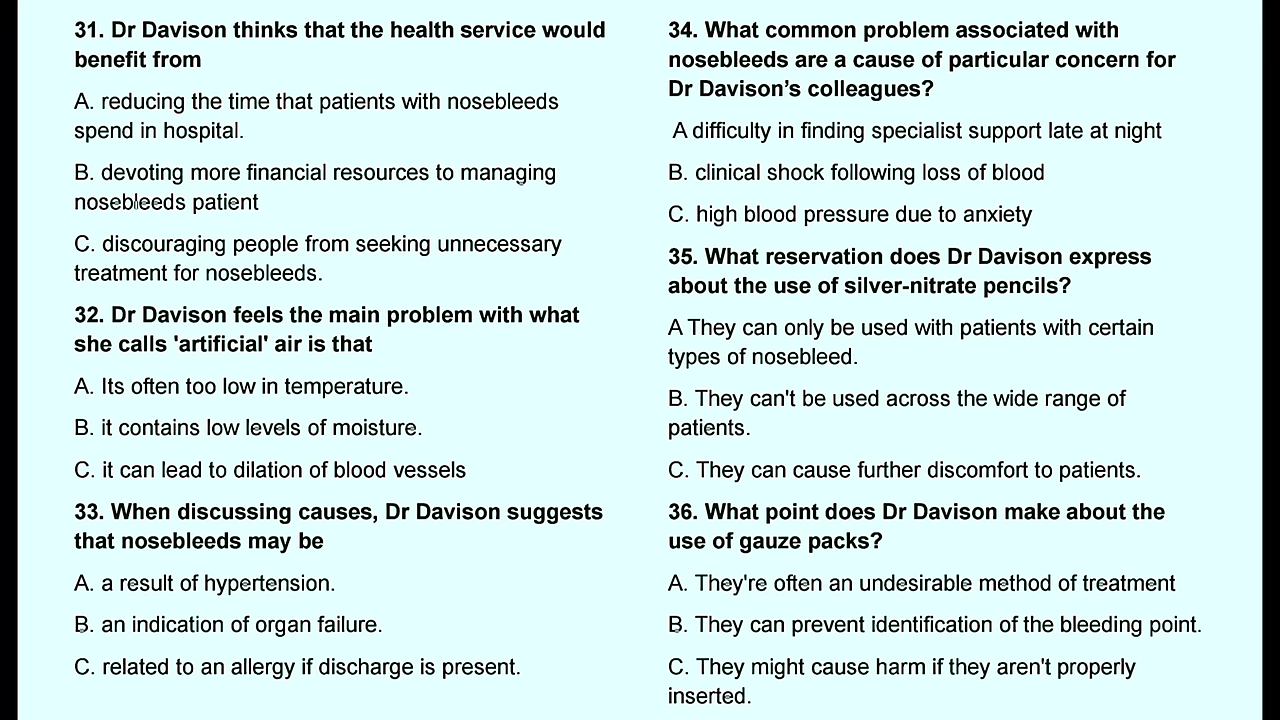 31. Dr Davison thinks that the health service would
benefit from
A. reducing the time that patients with nosebleeds
spend in hospital.
B. devoting more financial resources to managing
nosebleeds patient
C. discouraging people from seeking unnecessary
treatment for nosebleeds.
32. Dr Davison feels the main problem with what
she calls 'artificial' air is that
A. Its often too low in temperature.
B. it contains low levels of moisture.
C. it can lead to dilation of blood vessels
33. When discussing causes, Dr Davison suggests
that nosebleeds may be
A. a result of hypertension.
B. an indication of organ failure.
C. related to an allergy if discharge is present.
34. What common problem associated with
nosebleeds are a cause of particular concern for
Dr Davison’s colleagues?
A difficulty in finding specialist support late at night
B. clinical shock following loss of blood
C. high blood pressure due to anxiety
35. What reservation does Dr Davison express
about the use of silver-nitrate pencils?
A They can only be used with patients with certain
types of nosebleed.
B. They can't be used across the wide range of
patients.
C. They can cause further discomfort to patients.
36. What point does Dr Davison make about the
use of gauze packs?
A. They're often an undesirable method of treatment
B. They can prevent identification of the bleeding point.
C. They might cause harm if they aren't properly
inserted.